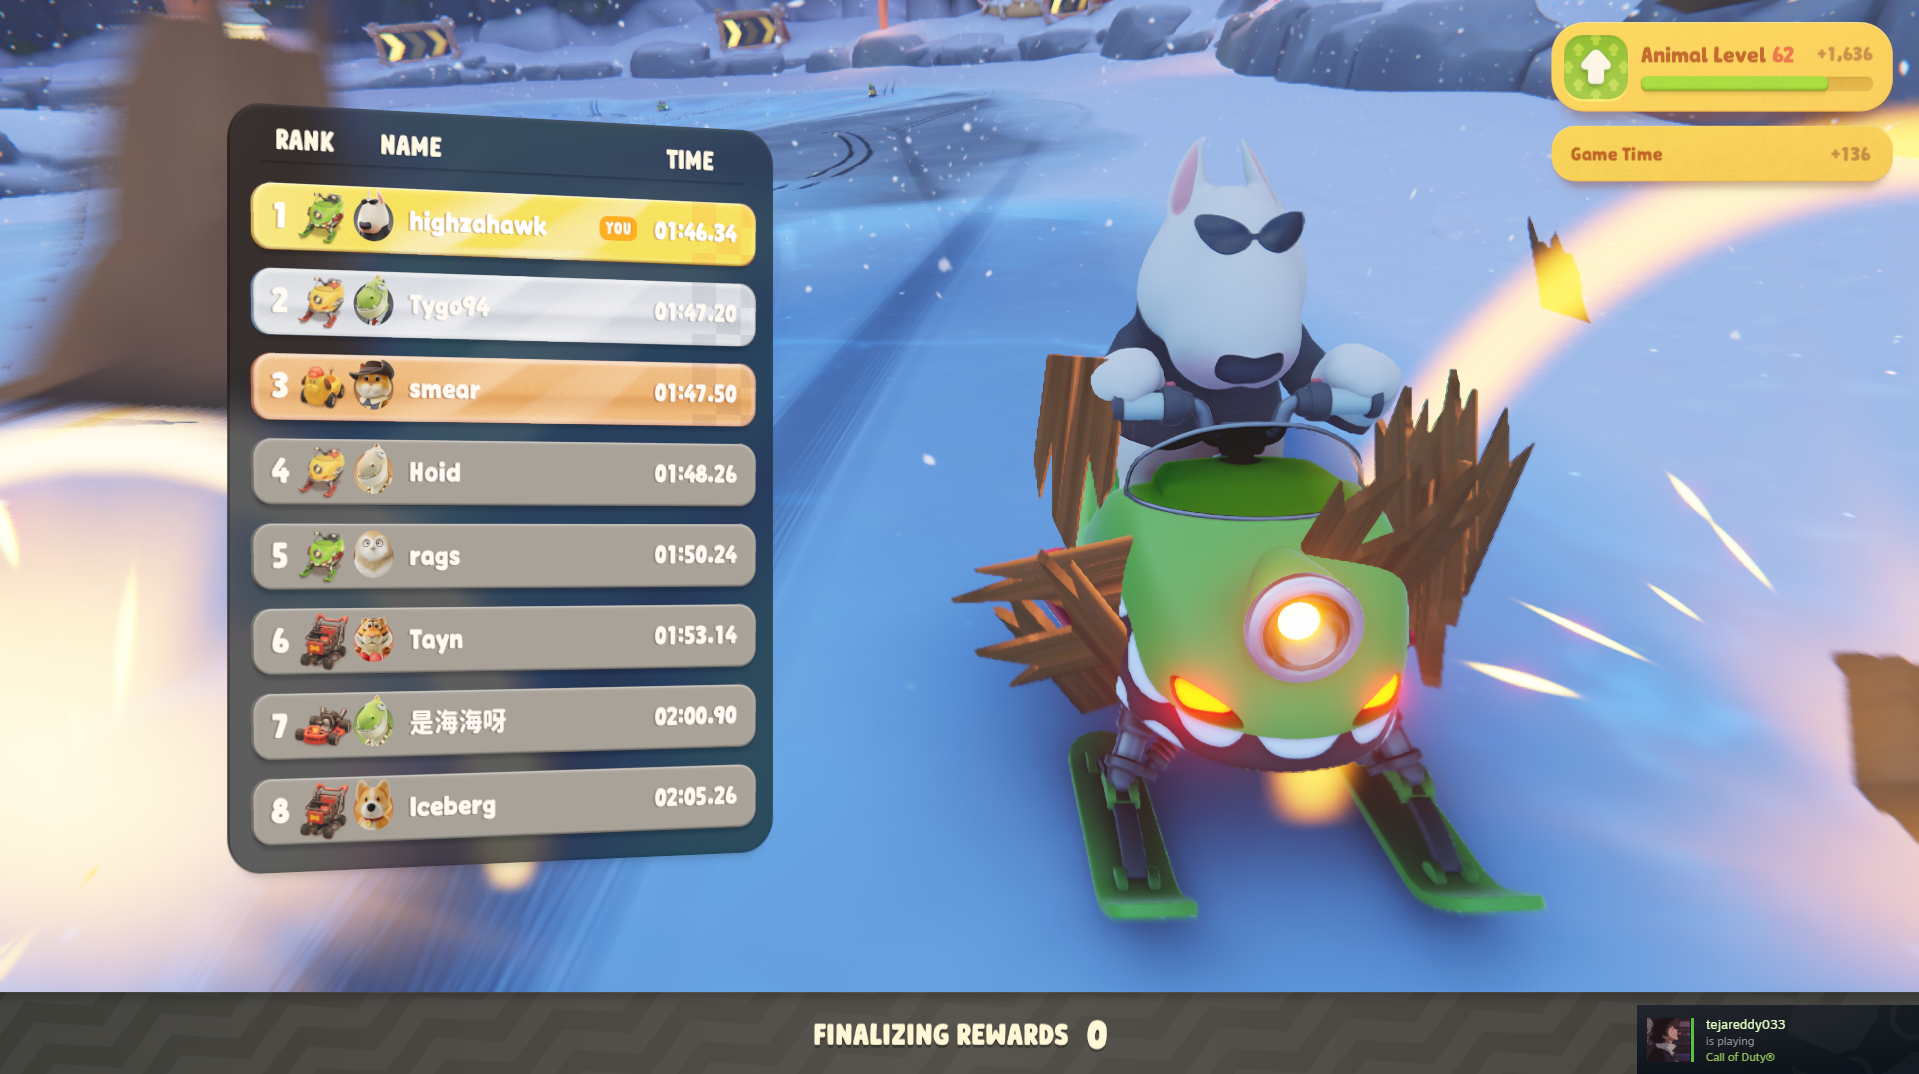 RANK NAME TIME
1 highzahawk YOU 01:46.34
2 Tygo94 01:47.20
3 smear 01:47.50
4 Hoid 01:48.26
5 rags 01:50.24
6 Tayn 01:53.14
7 是海海呀 02:00.90
8 Iceberg 02:05.26
Animal Level 62 +1,636
Game Time +136
FINALIZING REWARDS 0
tejareddy033
is playing
Call of Duty®